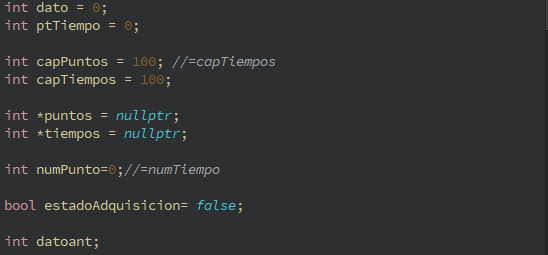 int dato = 0;
int ptTiempo = 0;
int capPuntos = 100; //=capTiempos
int capTiempos = 100;
int *puntos = nullptr;
int *tiempos = nullptr;
int numPunto=0;//=numTiempo
bool estadoAdquisicion= false;
int datoant;